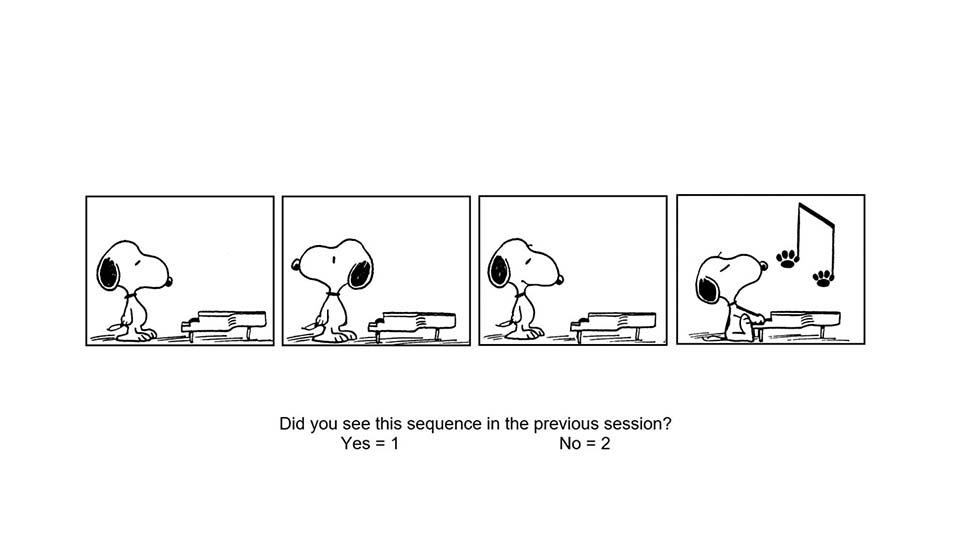 Did you see this sequence in the previous session?
Yes = 1 No = 2